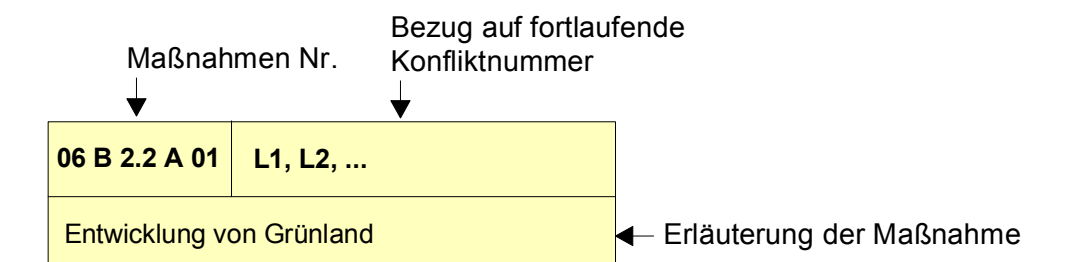 Bezug auf fortlaufende
Maßnahmen Nr.
Konfliktnummer
06 B 2.2 A 01
L1, L2, ...
Entwicklung von Grünland
Erläuterung der Maßnahme